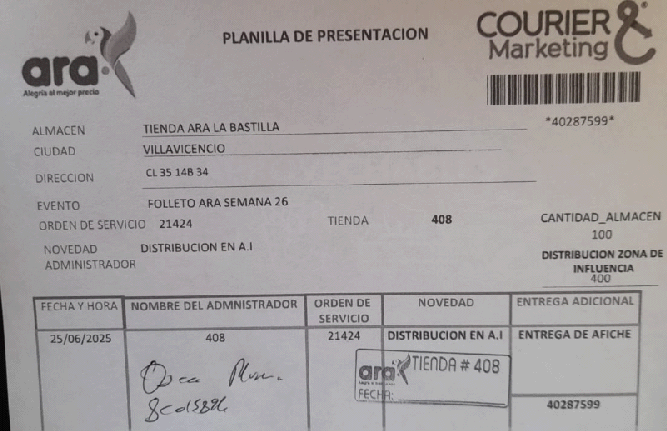 ara
Alegría al mejor precio
PLANILLA DE PRESENTACION
COURIER &
Marketing
*40287599*
ALMACEN TIENDA ARA LA BASTILLA
CIUDAD VILLAVICENCIO
DIRECCION CL 35 14B 34
EVENTO FOLLETO ARA SEMANA 26
ORDEN DE SERVICIO 21424 TIENDA 408 CANTIDAD_ALMACEN
100
NOVEDAD DISTRIBUCION EN A.I
ADMINISTRADOR
DISTRIBUCION ZONA DE
INFLUENCIA
400
FECHA Y HORA NOMBRE DEL ADMNISTRADOR ORDEN DE SERVICIO NOVEDAD ENTREGA ADICIONAL
25/06/2025 408 21424 DISTRIBUCION EN A.I ENTREGA DE AFICHE
ara TIENDA # 408
FECHA:
40287599